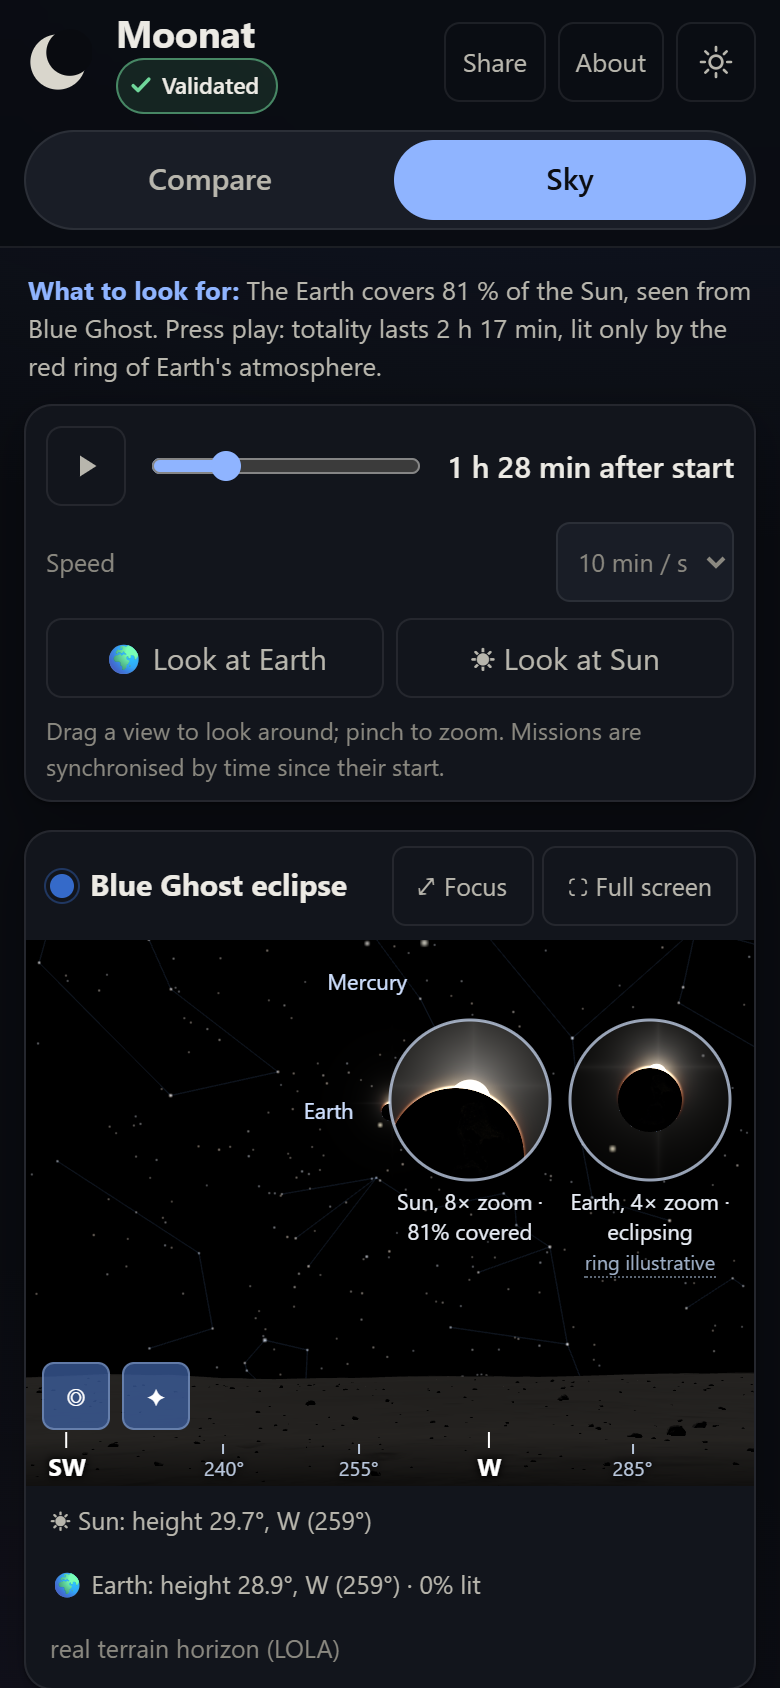 Moonat
Validated
Share
About
Compare
Sky
What to look for: The Earth covers 81 % of the Sun, seen from
Blue Ghost. Press play: totality lasts 2 h 17 min, lit only by the
red ring of Earth's atmosphere.
1 h 28 min after start
Speed
10 min / s
Look at Earth
Look at Sun
Drag a view to look around; pinch to zoom. Missions are
synchronised by time since their start.
Blue Ghost eclipse
Focus
Full screen
Mercury
Earth
Sun, 8× zoom ·
81% covered
Earth, 4× zoom ·
eclipsing
ring illustrative
SW
240°
255°
W
285°
Sun: height 29.7°, W (259°)
Earth: height 28.9°, W (259°) · 0% lit
real terrain horizon (LOLA)